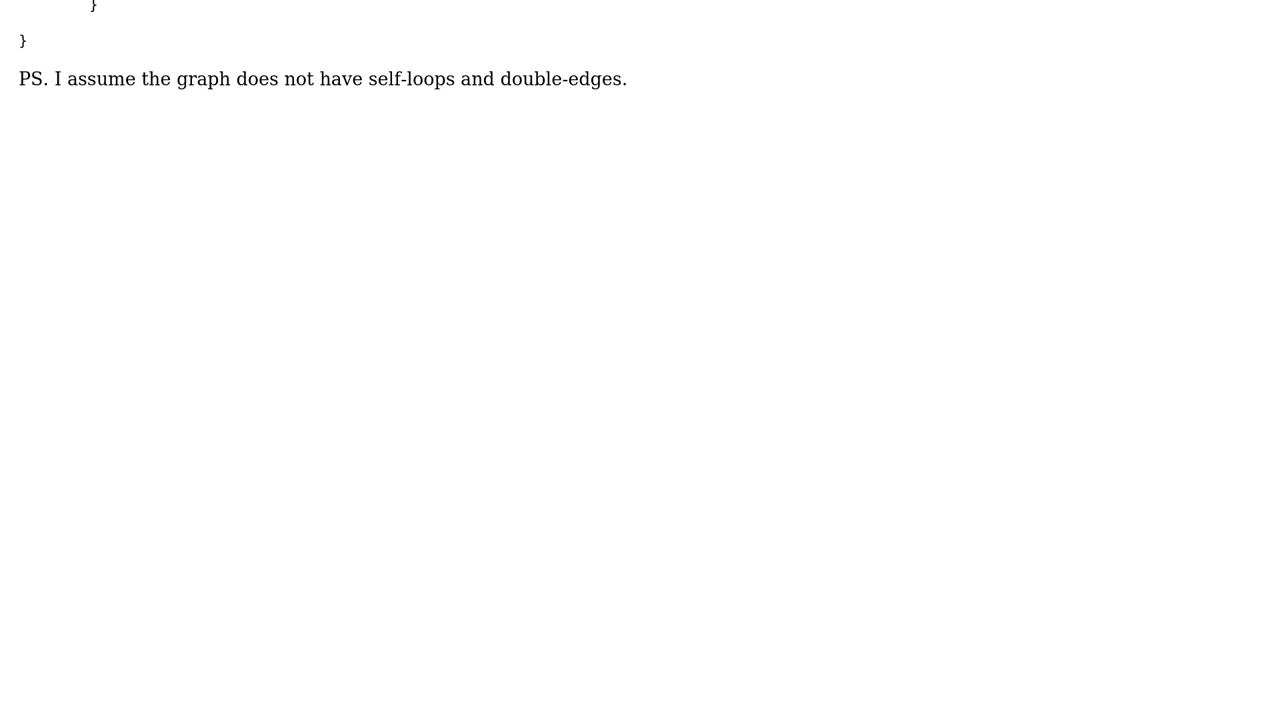 }
}
PS. I assume the graph does not have self-loops and double-edges.